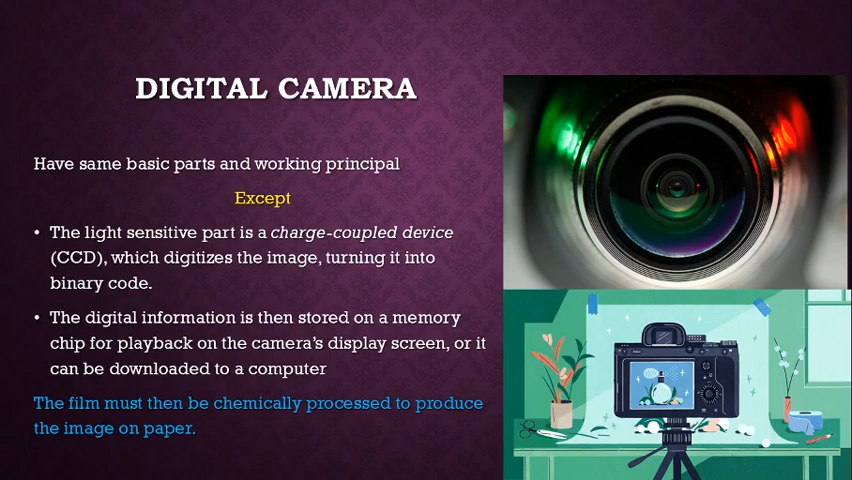 DIGITAL CAMERA
Have same basic parts and working principal
Except
• The light sensitive part is a charge-coupled device
(CCD), which digitizes the image, turning it into
binary code.
• The digital information is then stored on a memory
chip for playback on the camera's display screen, or it
can be downloaded to a computer
The film must then be chemically processed to produce
the image on paper.